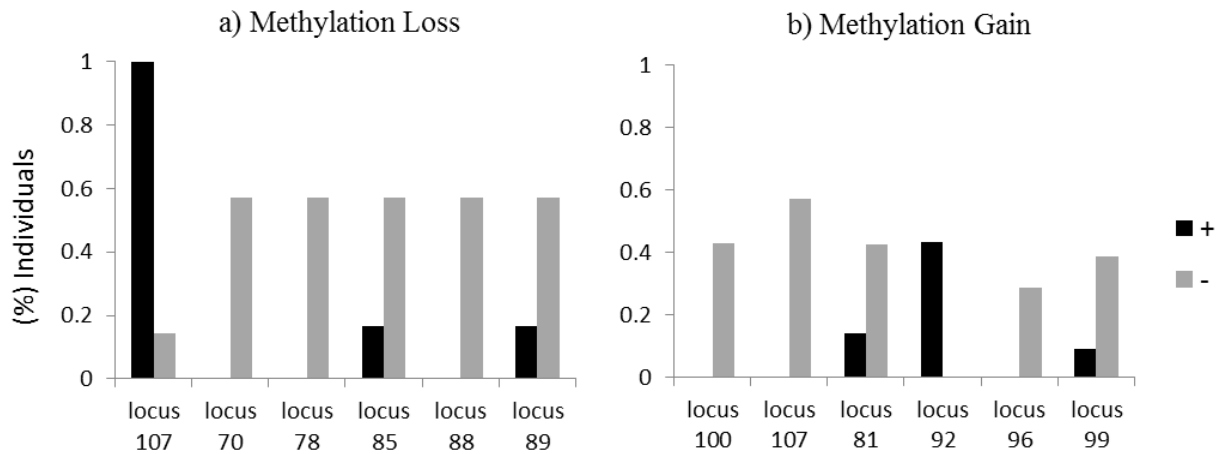 a) Methylation Loss
(%) Individuals
1
0.8
0.6
0.4
0.2
0
locus locus locus locus locus locus
107 70 78 85 88 89
b) Methylation Gain
1
0.8
0.6
0.4
0.2
0
locus locus locus locus locus locus
100 107 81 92 96 99
+
-